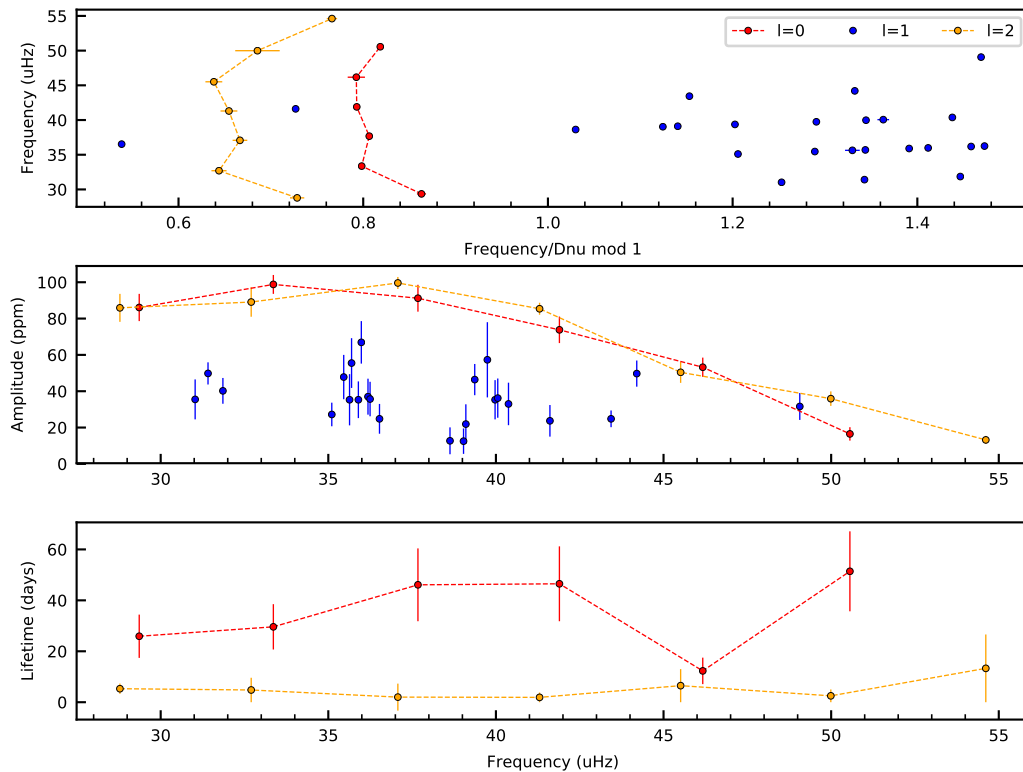 55
50
45
40
35
30
Frequency (uHz)
l=0 l=1 l=2
0.6 0.8 1.0 1.2 1.4
Frequency/Dnu mod 1
100
80
60
40
20
0
Amplitude (ppm)
30 35 40 45 50 55
60
40
20
0
Lifetime (days)
30 35 40 45 50 55
Frequency (uHz)